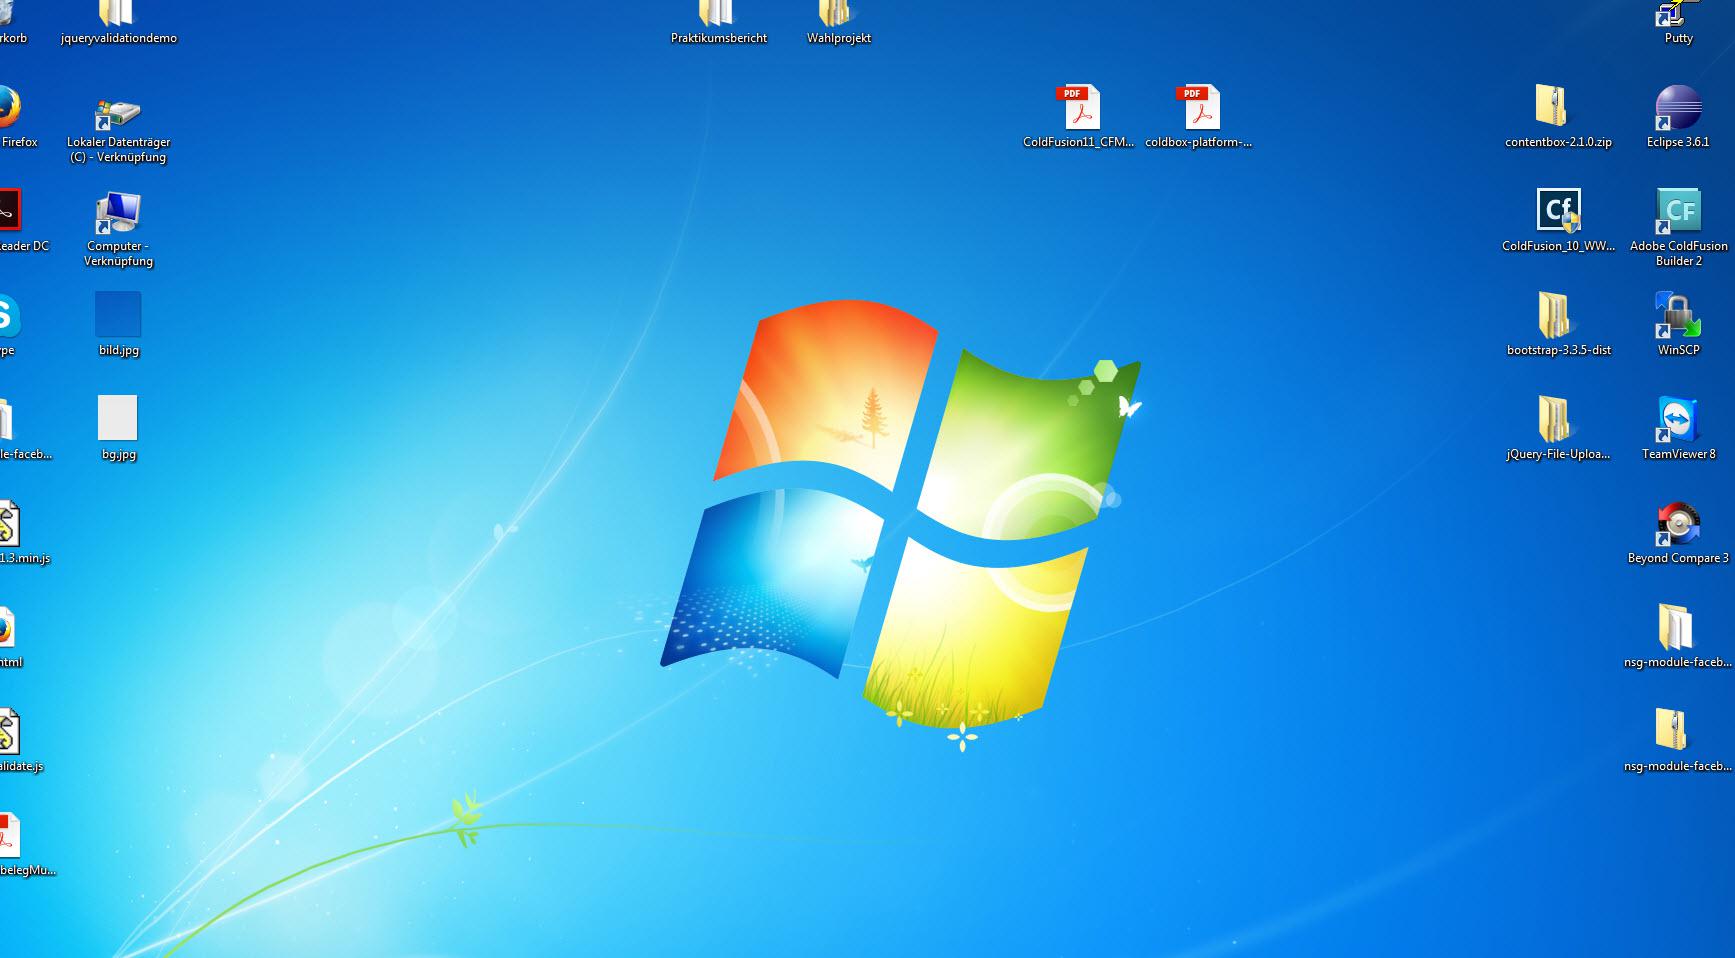 rkorb
jqueryvalidationdemo
Praktikumsbericht
Wahlprojekt
Putty
Firefox
Lokaler Datenträger
(C) - Verknüpfung
PDF
ColdFusion11_CFM...
PDF
coldbox-platform-...
contentbox-2.1.0.zip
Eclipse 3.6.1
eader DC
Computer -
Verknüpfung
Cf
ColdFusion_10_WW...
CF
Adobe ColdFusion
Builder 2
S
ype
bild.jpg
bootstrap-3.3.5-dist
WinSCP
le-faceb...
bg.jpg
jQuery-File-Uploa...
TeamViewer 8
1.3.min.js
Beyond Compare 3
html
nsg-module-faceb...
alidate.js
nsg-module-faceb...
belegMu...